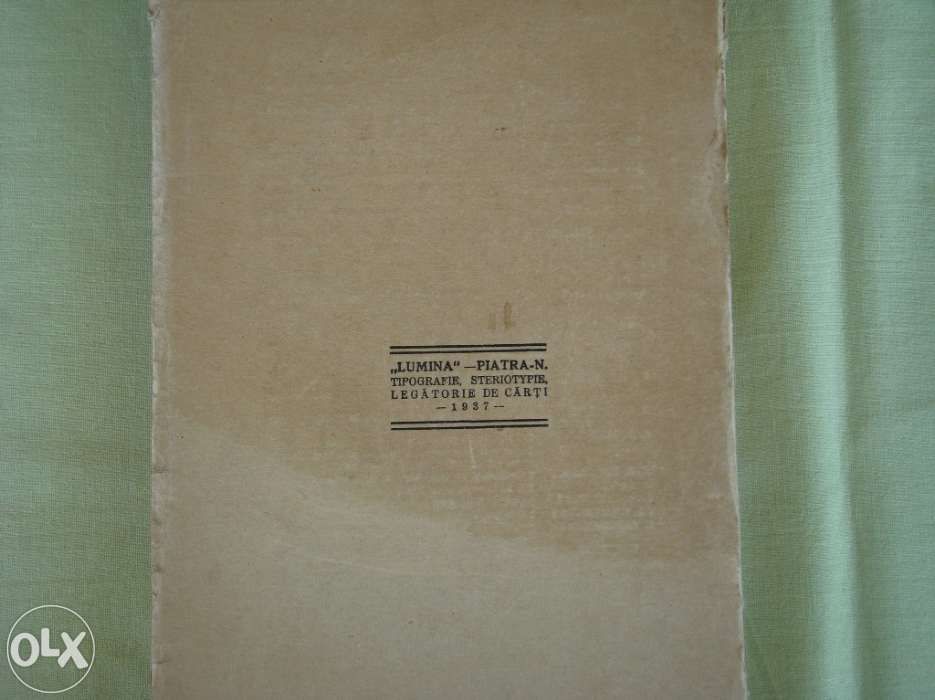 „LUMINA" —PIATRA-N.
TIPOGRAFIE, STERIOTYPIE,
LEGĂTORIE DE CĂRȚI
— 1937 —
OLX